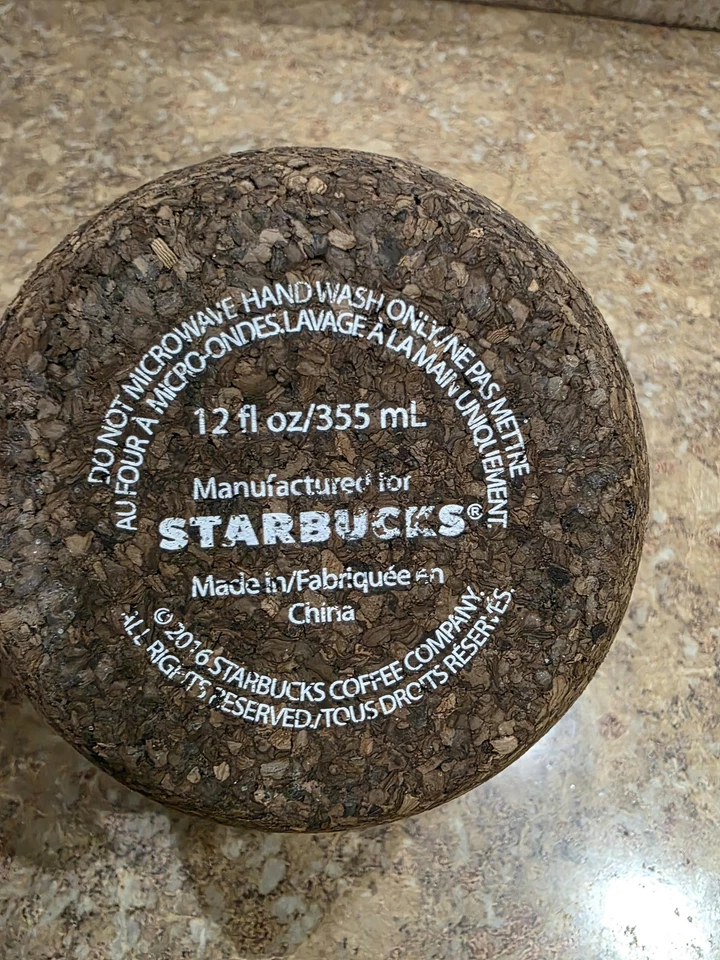 DO NOT MICROWAVE HAND WASH ONLY./NE PAS METTRE
AU FOUR À MICRO-ONDES.LAVAGE À LA MAIN UNIQUEMENT.
12 fl oz/355 mL
Manufactured for
STARBUCKS®
Made in/Fabriquée en
China
© 2016 STARBUCKS COFFEE COMPANY.
ALL RIGHTS RESERVED./TOUS DROITS RÉSERVÉS.